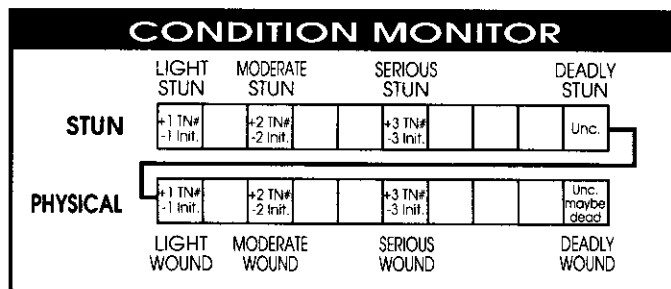 CONDITION MONITOR
LIGHT MODERATE SERIOUS DEADLY
STUN STUN STUN STUN
STUN
+1 TN# +2 TN# +3 TN# Unc.
-1 Init. -2 Init. -3 Init.
PHYSICAL
+1 TN# +2 TN# +3 TN# Unc.
-1 Init. -2 Init. -3 Init. maybe
dead
LIGHT MODERATE SERIOUS DEADLY
WOUND WOUND WOUND WOUND